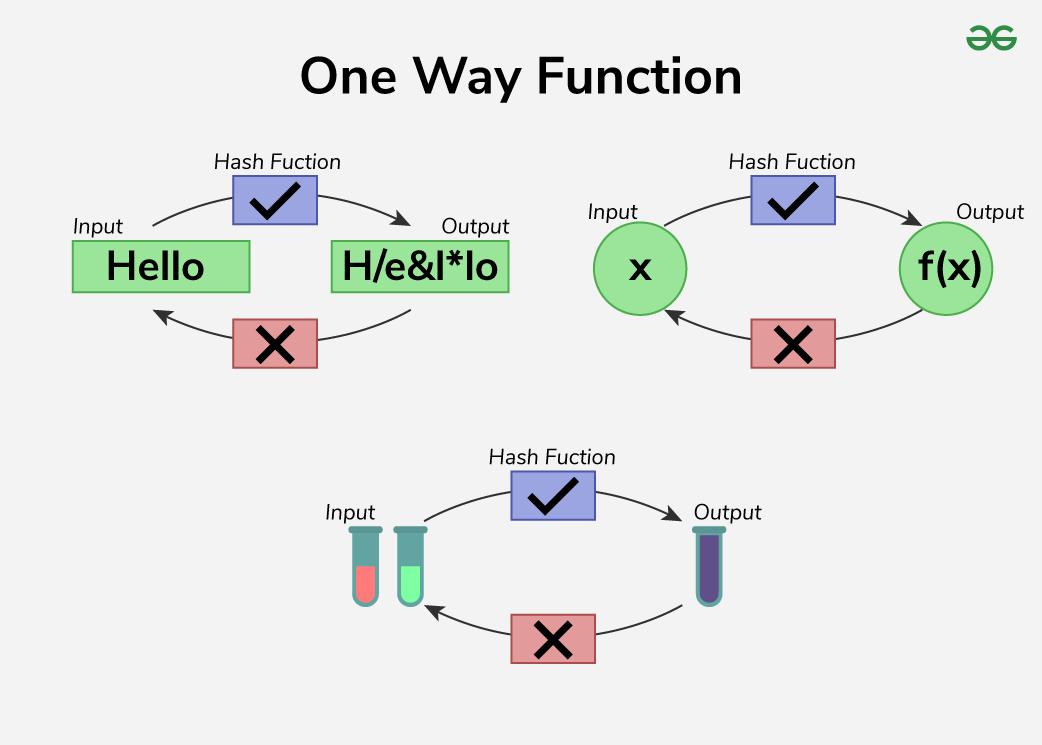 One Way Function
Hash Fuction
Input
Output
Hello
H/e&l*lo
Hash Fuction
Input
Output
x
f(x)
Hash Fuction
Input
Output